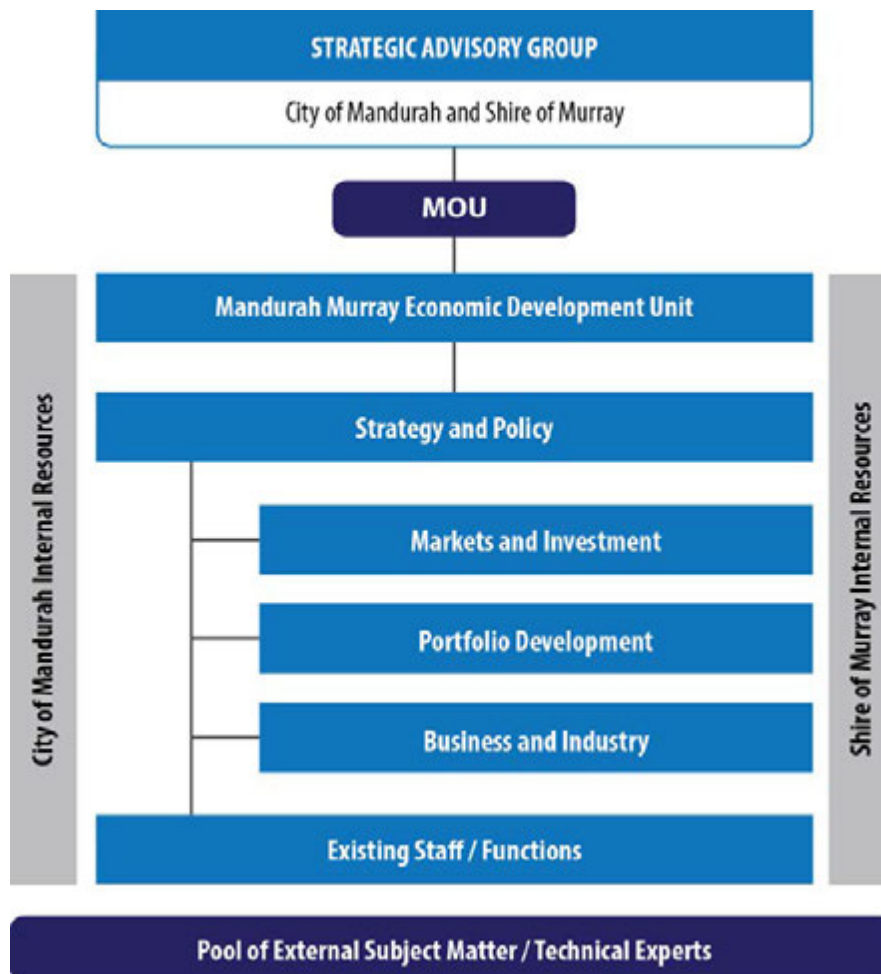 STRATEGIC ADVISORY GROUP
City of Mandurah and Shire of Murray
MOU
Mandurah Murray Economic Development Unit
Strategy and Policy
Markets and Investment
Portfolio Development
Business and Industry
Existing Staff / Functions
City of Mandurah Internal Resources
Shire of Murray Internal Resources
Pool of External Subject Matter / Technical Experts